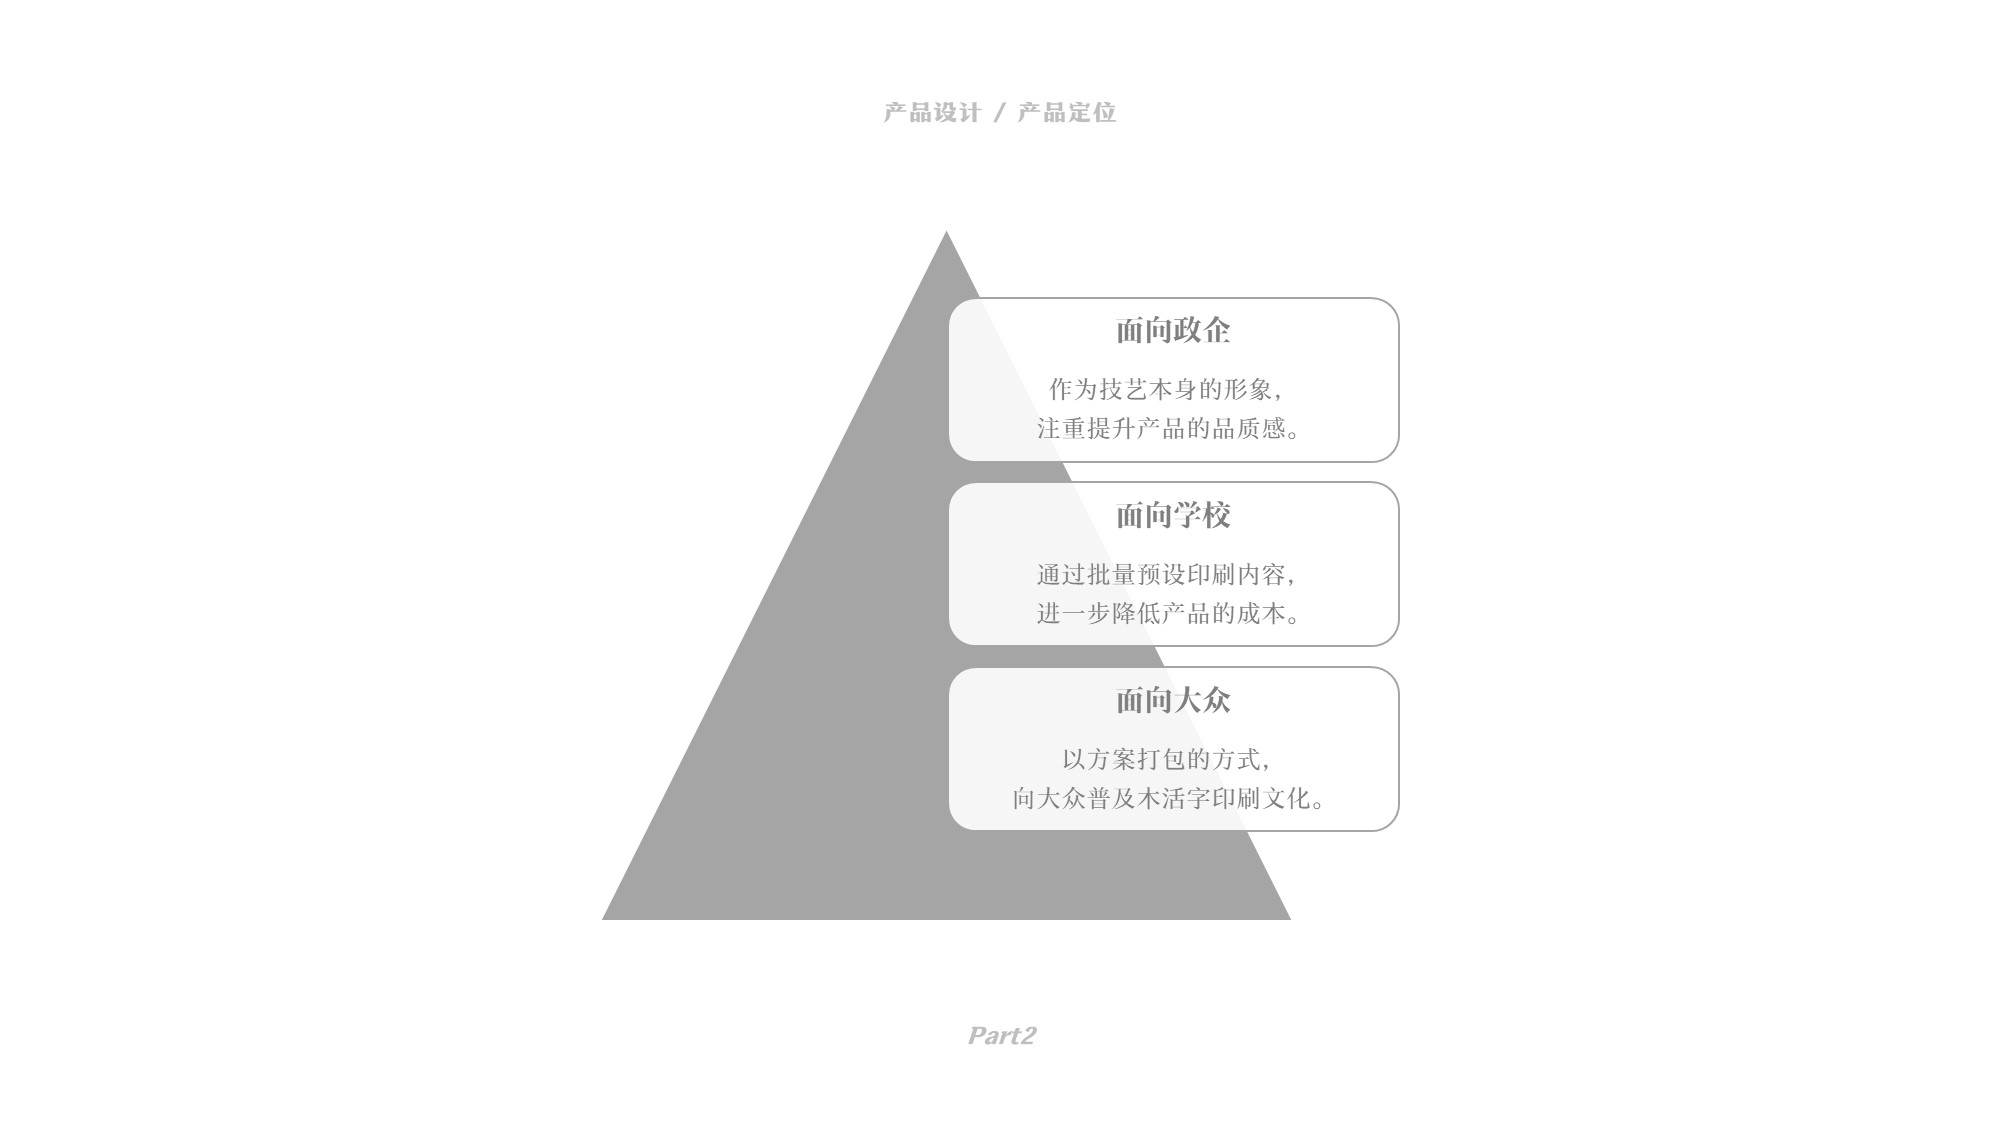 产品设计 / 产品定位
面向政企
作为技艺本身的形象，
注重提升产品的品质感。
面向学校
通过批量预设印刷内容，
进一步降低产品的成本。
面向大众
以方案打包的方式，
向大众普及木活字印刷文化。
Part2